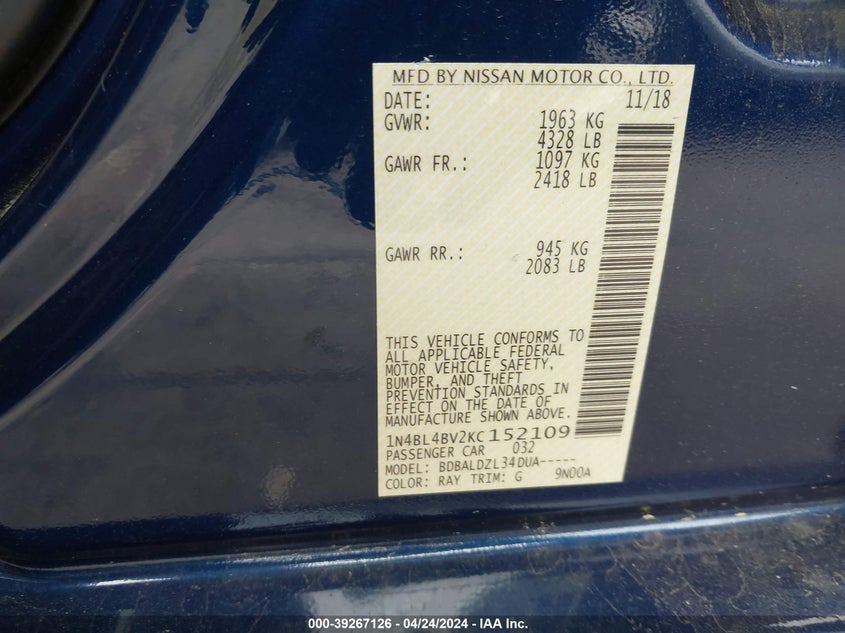 MFD BY NISSAN MOTOR CO., LTD.
DATE: 11/18
GVWR: 1963 KG
4328 LB
GAWR FR.: 1097 KG
2418 LB
GAWR RR.: 945 KG
2083 LB
THIS VEHICLE CONFORMS TO
ALL APPLICABLE FEDERAL
MOTOR VEHICLE SAFETY,
BUMPER, AND THEFT
PREVENTION STANDARDS IN
EFFECT ON THE DATE OF
MANUFACTURE SHOWN ABOVE.
1N4BL4BV2KC152109
PASSENGER CAR 032
MODEL: BDBALDZL34DUA-----
COLOR: RAY TRIM: G 9N00A
000-39267126 - 04/24/2024 - IAA Inc.